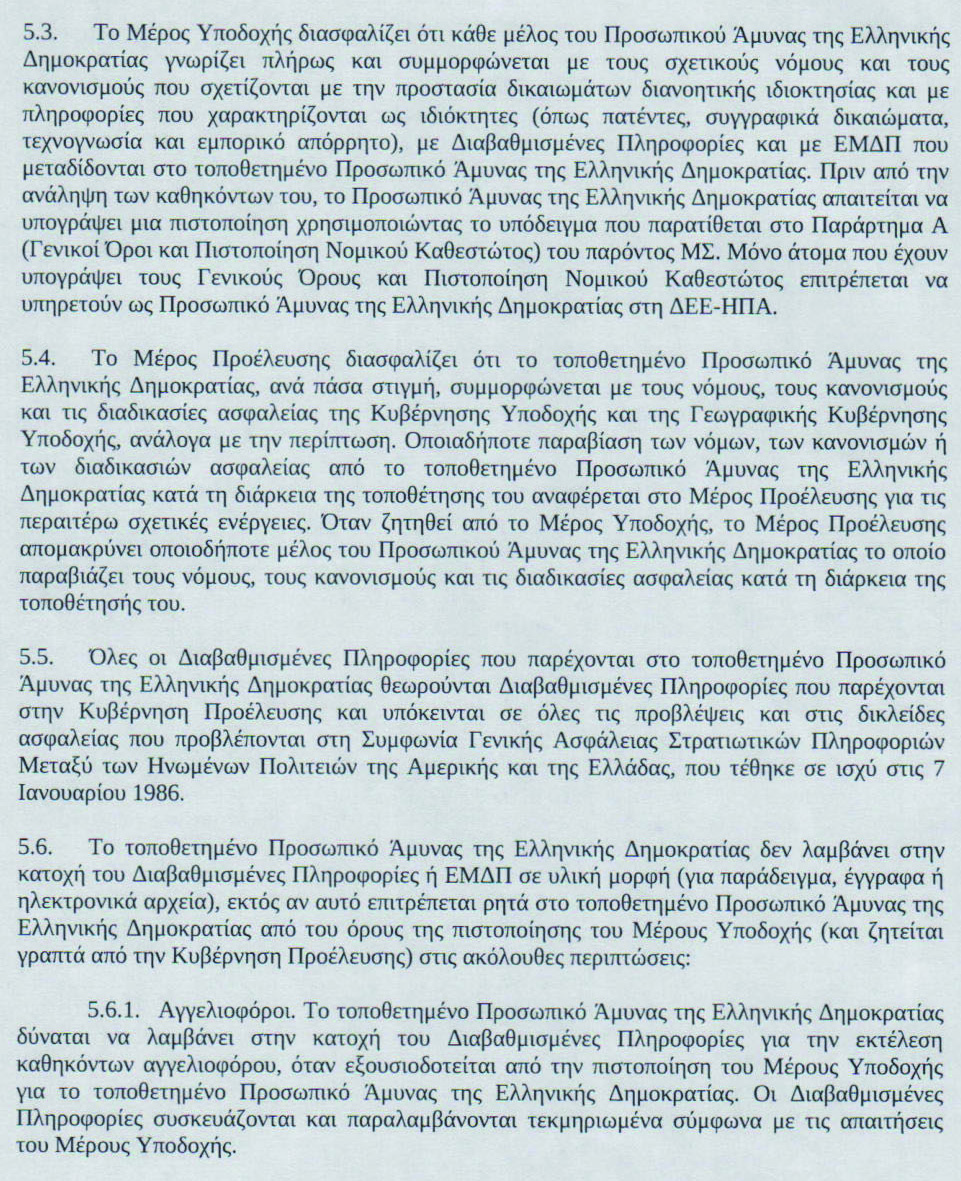 5.3. Το Μέρος Υποδοχής διασφαλίζει ότι κάθε μέλος του Προσωπικού Άμυνας της Ελληνικής
Δημοκρατίας γνωρίζει πλήρως και συμμορφώνεται με τους σχετικούς νόμους και τους
κανονισμούς που σχετίζονται με την προστασία δικαιωμάτων διανοητικής ιδιοκτησίας και με
πληροφορίες που χαρακτηρίζονται ως ιδιόκτητες (όπως πατέντες, συγγραφικά δικαιώματα,
τεχνογνωσία και εμπορικό απόρρητο), με Διαβαθμισμένες Πληροφορίες και με ΕΜΔΠ που
μεταδίδονται στο τοποθετημένο Προσωπικό Άμυνας της Ελληνικής Δημοκρατίας. Πριν από την
ανάληψη των καθηκόντων του, το Προσωπικό Άμυνας της Ελληνικής Δημοκρατίας απαιτείται να
υπογράψει μια πιστοποίηση χρησιμοποιώντας το υπόδειγμα που παρατίθεται στο Παράρτημα Α
(Γενικοί Όροι και Πιστοποίηση Νομικού Καθεστώτος) του παρόντος ΜΣ. Μόνο άτομα που έχουν
υπογράψει τους Γενικούς Όρους και Πιστοποίηση Νομικού Καθεστώτος επιτρέπεται να
υπηρετούν ως Προσωπικό Άμυνας της Ελληνικής Δημοκρατίας στη ΔΕΕ-ΗΠΑ.
5.4. Το Μέρος Προέλευσης διασφαλίζει ότι το τοποθετημένο Προσωπικό Άμυνας της
Ελληνικής Δημοκρατίας, ανά πάσα στιγμή, συμμορφώνεται με τους νόμους, τους κανονισμούς
και τις διαδικασίες ασφαλείας της Κυβέρνησης Υποδοχής και της Γεωγραφικής Κυβέρνησης
Υποδοχής, ανάλογα με την περίπτωση. Οποιαδήποτε παραβίαση των νόμων, των κανονισμών ή
των διαδικασιών ασφαλείας από το τοποθετημένο Προσωπικό Άμυνας της Ελληνικής
Δημοκρατίας κατά τη διάρκεια της τοποθέτησης του αναφέρεται στο Μέρος Προέλευσης για τις
περαιτέρω σχετικές ενέργειες. Όταν ζητηθεί από το Μέρος Υποδοχής, το Μέρος Προέλευσης
απομακρύνει οποιοδήποτε μέλος του Προσωπικού Άμυνας της Ελληνικής Δημοκρατίας το οποίο
παραβιάζει τους νόμους, τους κανονισμούς και τις διαδικασίες ασφαλείας κατά τη διάρκεια της
τοποθέτησής του.
5.5. Όλες οι Διαβαθμισμένες Πληροφορίες που παρέχονται στο τοποθετημένο Προσωπικό
Άμυνας της Ελληνικής Δημοκρατίας θεωρούνται Διαβαθμισμένες Πληροφορίες που παρέχονται
στην Κυβέρνηση Προέλευσης και υπόκεινται σε όλες τις προβλέψεις και στις δικλείδες
ασφαλείας που προβλέπονται στη Συμφωνία Γενικής Ασφάλειας Στρατιωτικών Πληροφοριών
Μεταξύ των Ηνωμένων Πολιτειών της Αμερικής και της Ελλάδας, που τέθηκε σε ισχύ στις 7
Ιανουαρίου 1986.
5.6. Το τοποθετημένο Προσωπικό Άμυνας της Ελληνικής Δημοκρατίας δεν λαμβάνει στην
κατοχή του Διαβαθμισμένες Πληροφορίες ή ΕΜΔΠ σε υλική μορφή (για παράδειγμα, έγγραφα ή
ηλεκτρονικά αρχεία), εκτός αν αυτό επιτρέπεται ρητά στο τοποθετημένο Προσωπικό Άμυνας της
Ελληνικής Δημοκρατίας από του όρους της πιστοποίησης του Μέρους Υποδοχής (και ζητείται
γραπτά από την Κυβέρνηση Προέλευσης) στις ακόλουθες περιπτώσεις:
5.6.1. Αγγελιοφόροι. Το τοποθετημένο Προσωπικό Άμυνας της Ελληνικής Δημοκρατίας
δύναται να λαμβάνει στην κατοχή του Διαβαθμισμένες Πληροφορίες για την εκτέλεση
καθηκόντων αγγελιοφόρου, όταν εξουσιοδοτείται από την πιστοποίηση του Μέρους Υποδοχής
για το τοποθετημένο Προσωπικό Άμυνας της Ελληνικής Δημοκρατίας. Οι Διαβαθμισμένες
Πληροφορίες συσκευάζονται και παραλαμβάνονται τεκμηριωμένα σύμφωνα με τις απαιτήσεις
του Μέρους Υποδοχής.